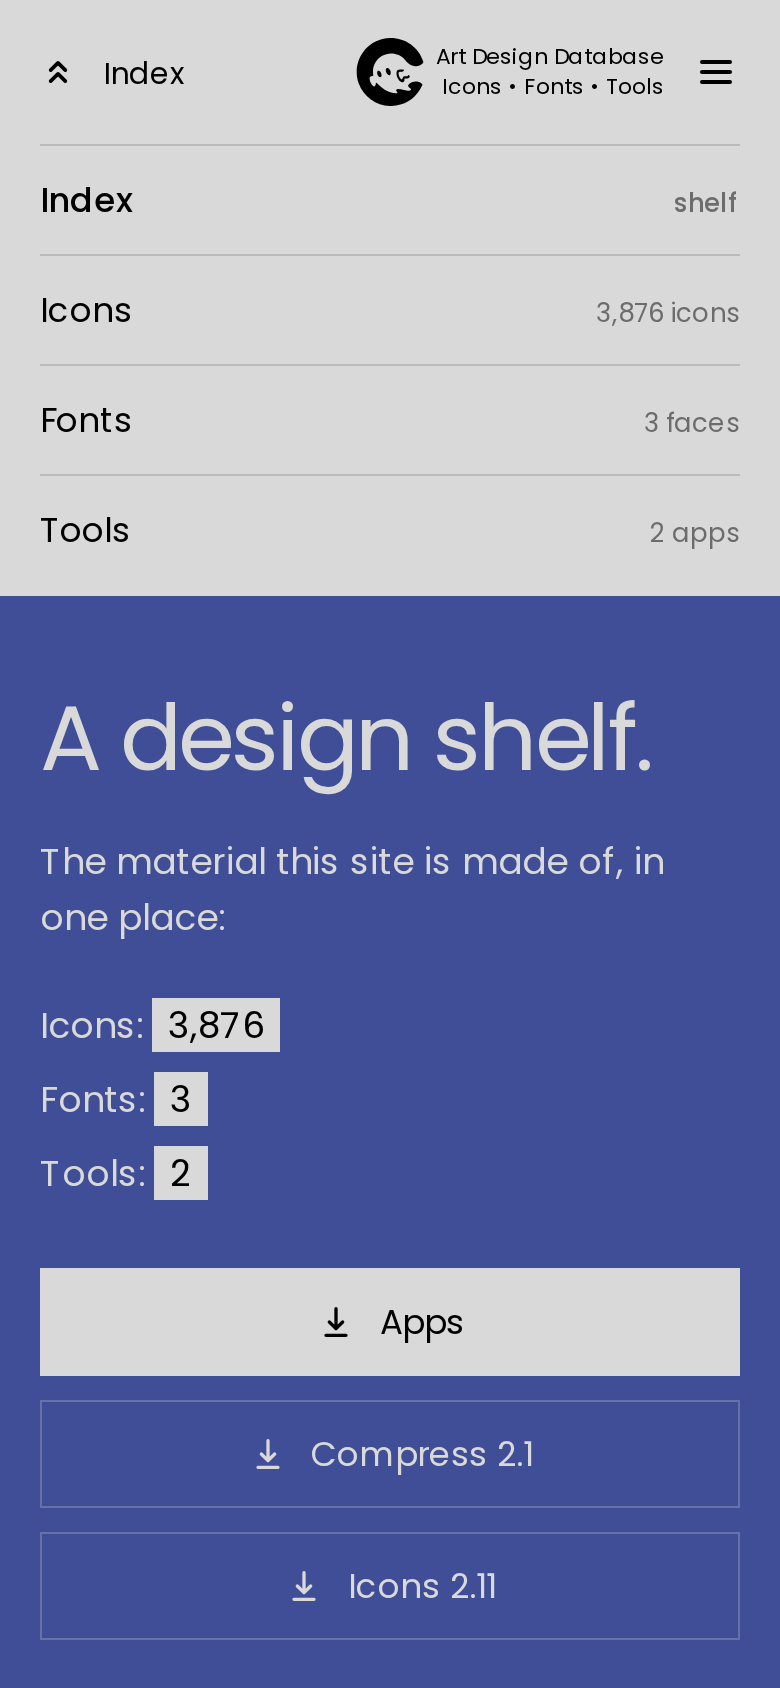 Index
Art Design Database
Icons • Fonts • Tools
Index shelf
Icons 3,876 icons
Fonts 3 faces
Tools 2 apps
A design shelf.
The material this site is made of, in
one place:
Icons: 3,876
Fonts: 3
Tools: 2
Apps
Compress 2.1
Icons 2.11